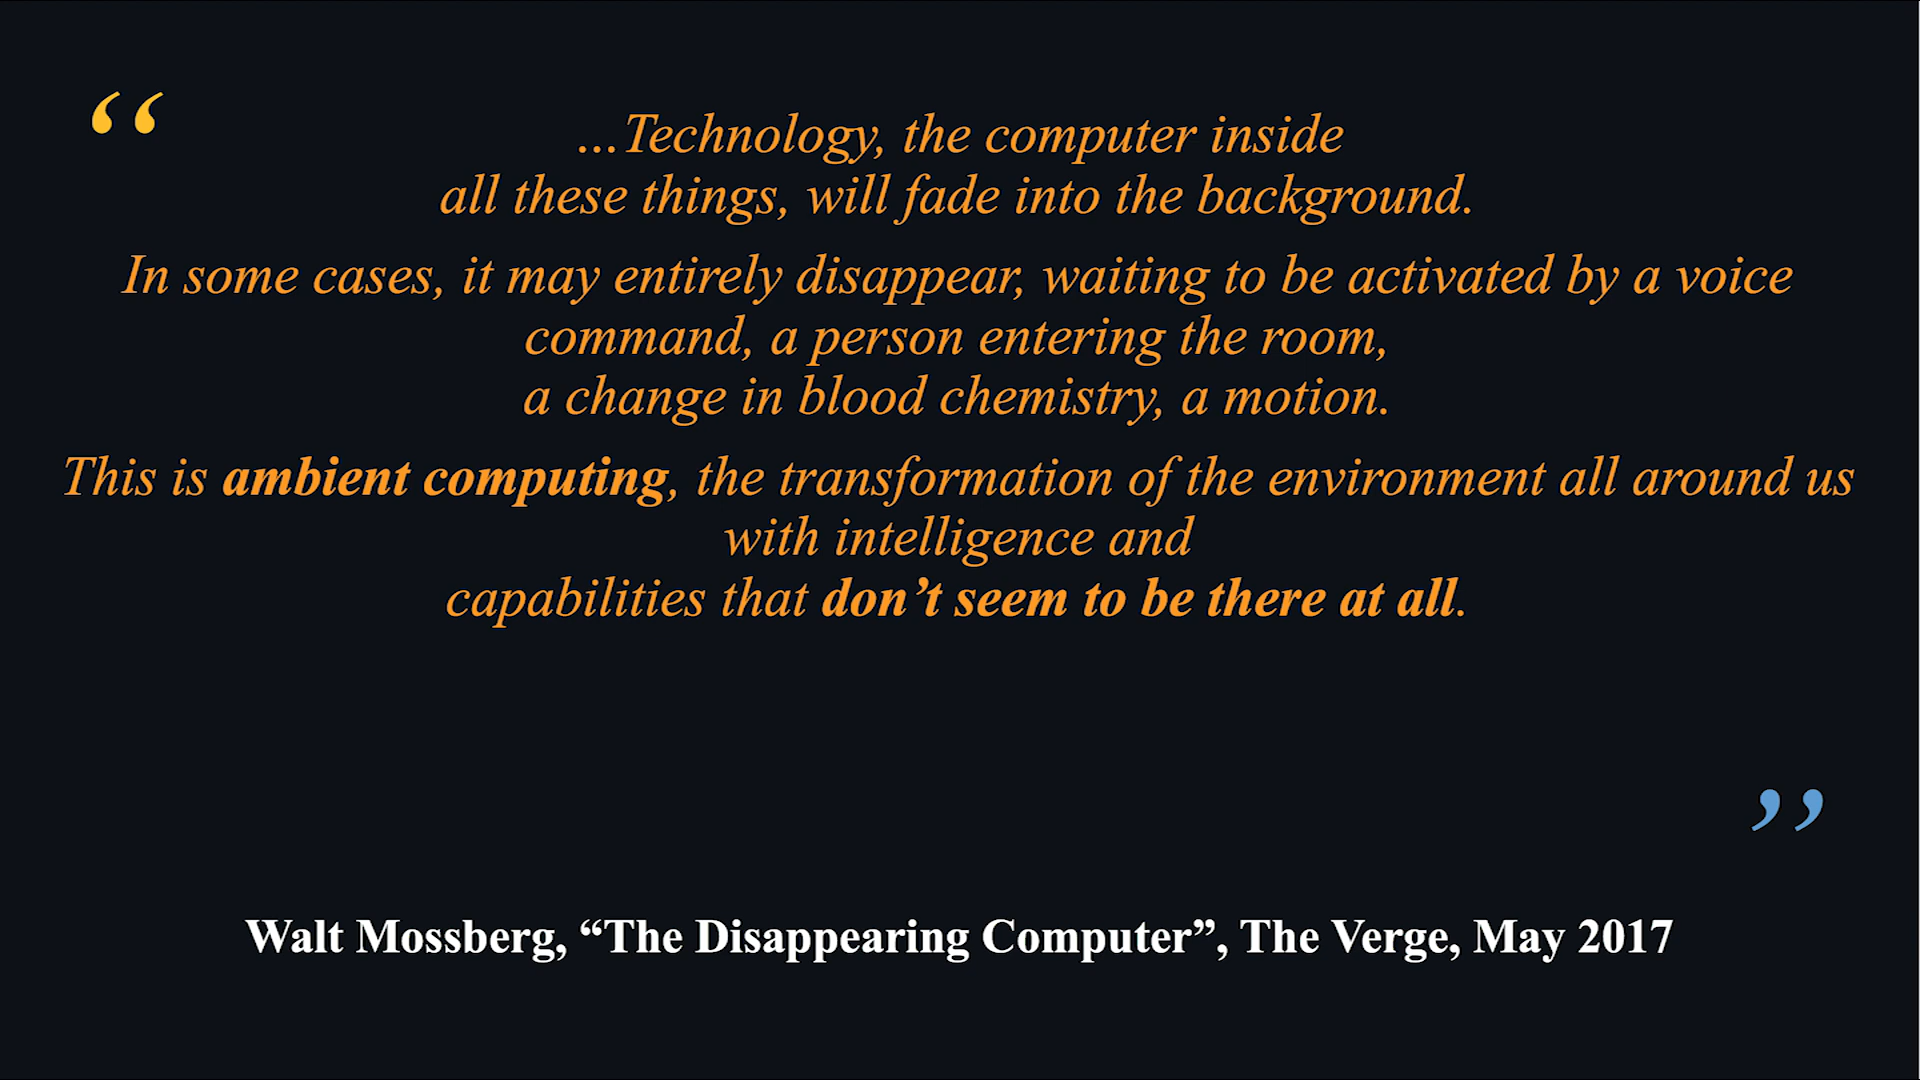 “
…Technology, the computer inside
all these things, will fade into the background.
In some cases, it may entirely disappear, waiting to be activated by a voice
command, a person entering the room,
a change in blood chemistry, a motion.
This is ambient computing, the transformation of the environment all around us
with intelligence and
capabilities that don’t seem to be there at all.
”
Walt Mossberg, “The Disappearing Computer”, The Verge, May 2017